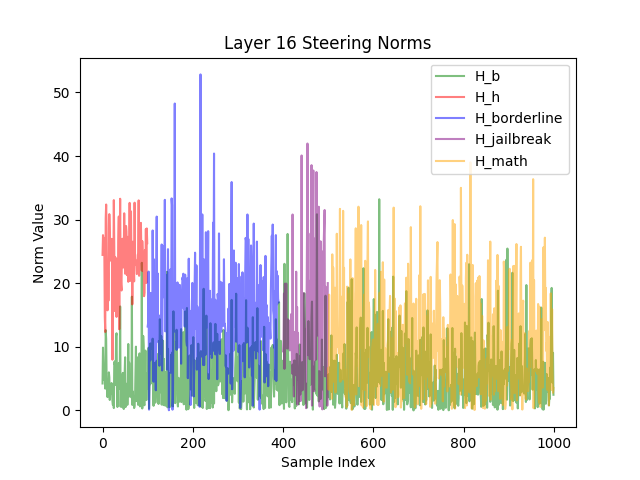 Layer 16 Steering Norms
H_b
H_h
H_borderline
H_jailbreak
H_math
Norm Value
50
40
30
20
10
0
0 200 400 600 800 1000
Sample Index